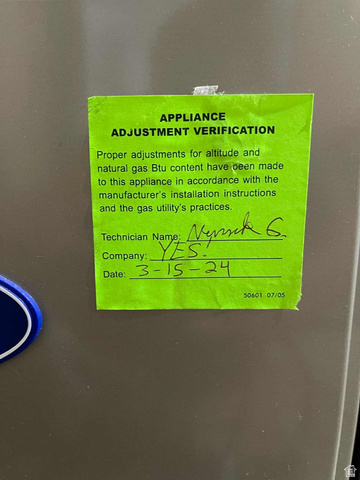 APPLIANCE
ADJUSTMENT VERIFICATION
Proper adjustments for altitude and
natural gas Btu content have been made
to this appliance in accordance with the
manufacturer's installation instructions
and the gas utility's practices.
Technician Name: G.
Company: YES.
Date: 3-15-24
50601 07/05